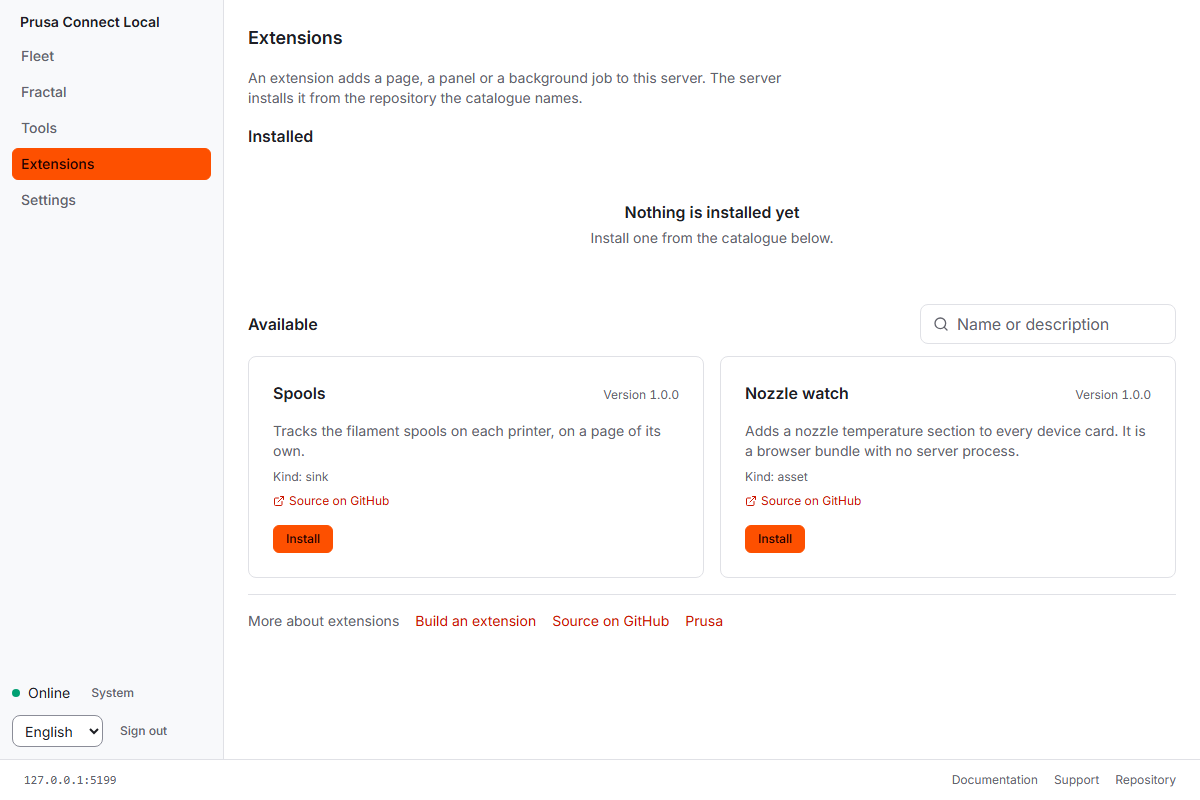 Prusa Connect Local
Fleet
Fractal
Tools
Extensions
Settings
Online
System
English
Sign out
Extensions
An extension adds a page, a panel or a background job to this server. The server
installs it from the repository the catalogue names.
Installed
Nothing is installed yet
Install one from the catalogue below.
Available
Name or description
Spools
Version 1.0.0
Tracks the filament spools on each printer, on a page of its
own.
Kind: sink
Source on GitHub
Install
Nozzle watch
Version 1.0.0
Adds a nozzle temperature section to every device card. It is
a browser bundle with no server process.
Kind: asset
Source on GitHub
Install
More about extensions Build an extension Source on GitHub Prusa
127.0.0.1:5199
Documentation Support Repository